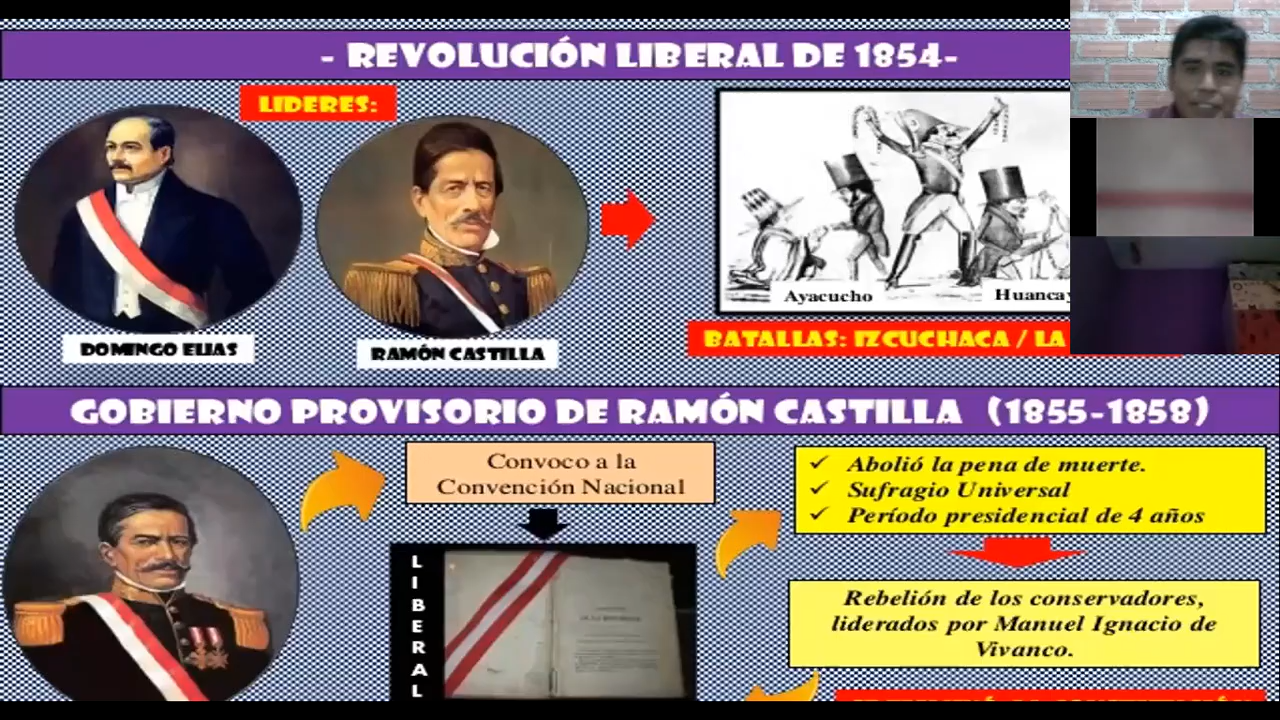 - REVOLUCIÓN LIBERAL DE 1854-
LIDERES:
DOMINGO ELIAS
RAMÓN CASTILLA
Ayacucho
BATALLAS: IZCUCHACA / LA
GOBIERNO PROVISORIO DE RAMÓN CASTILLA (1855-1858)
Convoco a la
Convención Nacional
LIBERAL
✓ Abolió la pena de muerte.
✓ Sufragio Universal
✓ Período presidencial de 4 años
Rebelión de los conservadores,
liderados por Manuel Ignacio de
Vivanco.